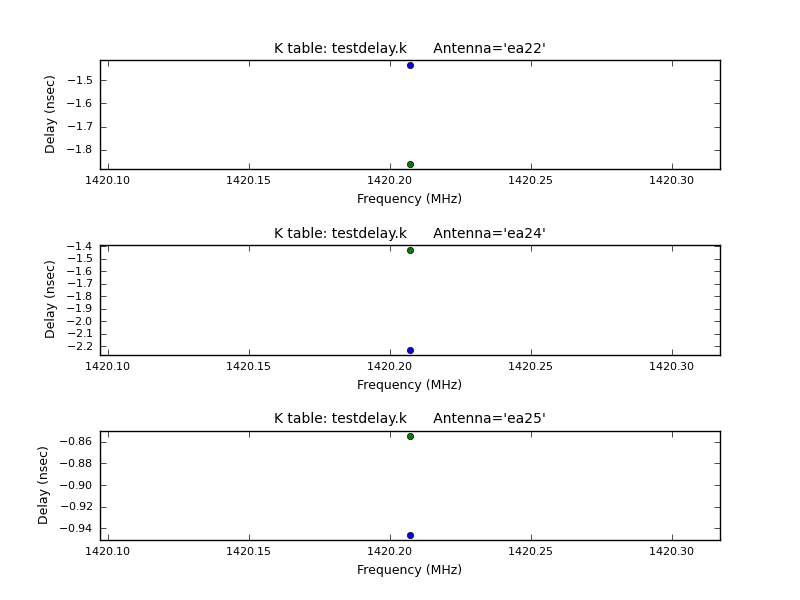 K table: testdelay.k      Antenna='ea22'
−1.5
−1.6
−1.7
−1.8
Delay (nsec)
1420.10 1420.15 1420.20 1420.25 1420.30
Frequency (MHz)
K table: testdelay.k      Antenna='ea24'
−1.4
−1.5
−1.6
−1.7
−1.8
−1.9
−2.0
−2.1
−2.2
Delay (nsec)
1420.10 1420.15 1420.20 1420.25 1420.30
Frequency (MHz)
K table: testdelay.k      Antenna='ea25'
−0.86
−0.88
−0.90
−0.92
−0.94
Delay (nsec)
1420.10 1420.15 1420.20 1420.25 1420.30
Frequency (MHz)